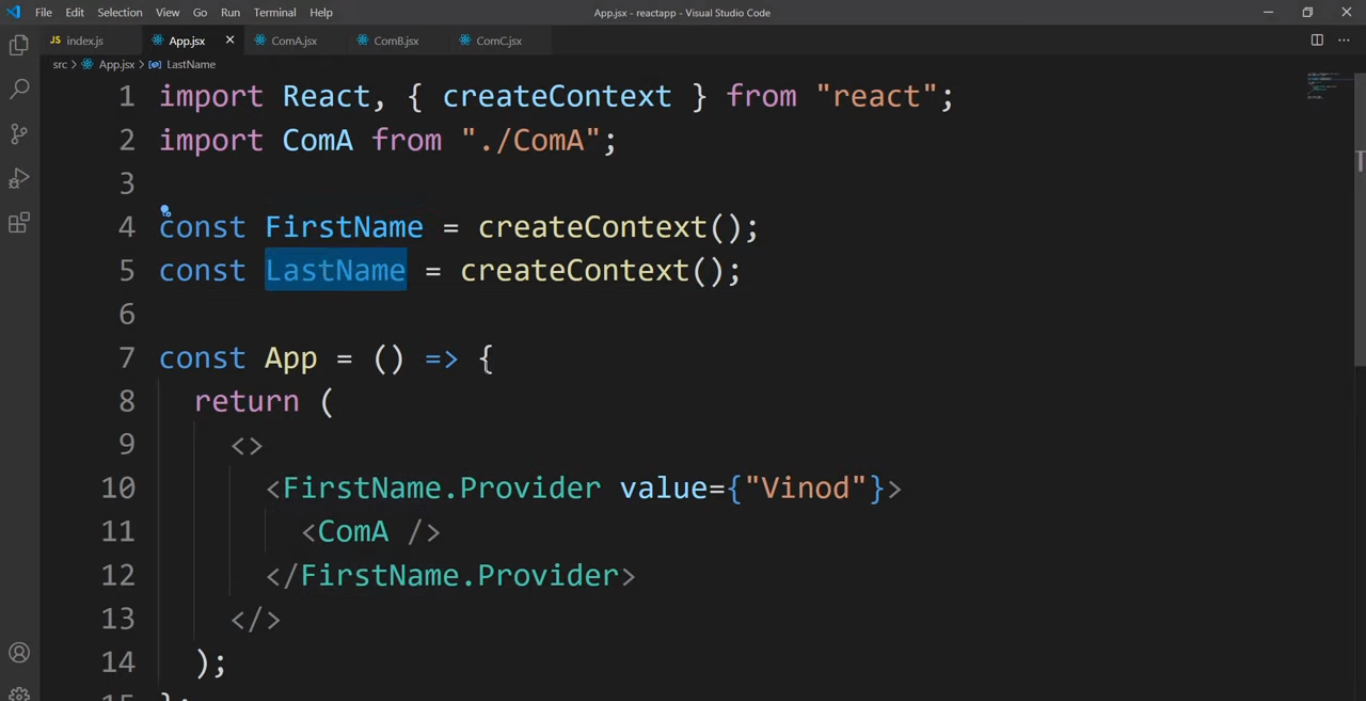 File Edit Selection View Go Run Terminal Help App.jsx - reactapp - Visual Studio Code
JS index.js App.jsx × ComA.jsx ComB.jsx ComC.jsx ...
src > App.jsx > LastName
1 import React, { createContext } from "react";
2 import ComA from "./ComA";
3
4 const FirstName = createContext();
5 const LastName = createContext();
6
7 const App = () => {
8 return (
9 <>
10 <FirstName.Provider value={"Vinod"}>
11 <ComA />
12 </FirstName.Provider>
13 </>
14 );
15 };